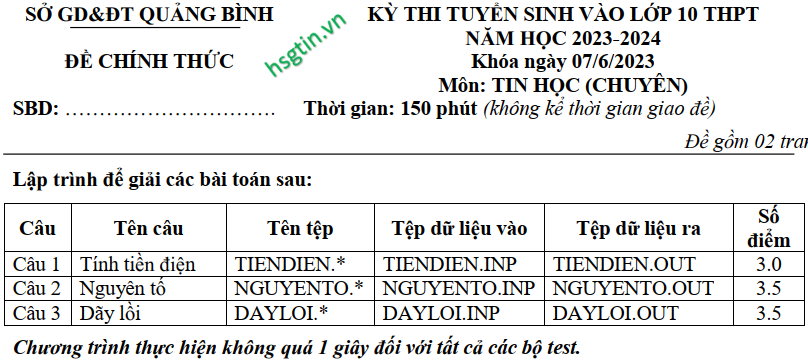 SỞ GD&ĐT QUẢNG BÌNH
KỲ THI TUYỂN SINH VÀO LỚP 10 THPT
NĂM HỌC 2023-2024
ĐỀ CHÍNH THỨC
Khóa ngày 07/6/2023
hsgtin.vn
Môn: TIN HỌC (CHUYÊN)
SBD: …………………………….
Thời gian: 150 phút (không kể thời gian giao đề)
Đề gồm 02 tran
Lập trình để giải các bài toán sau:
Câu Tên câu Tên tệp Tệp dữ liệu vào Tệp dữ liệu ra Số điểm
Câu 1 Tính tiền điện TIENDIEN.* TIENDIEN.INP TIENDIEN.OUT 3.0
Câu 2 Nguyên tố NGUYENTO.* NGUYENTO.INP NGUYENTO.OUT 3.5
Câu 3 Dãy lồi DAYLOI.* DAYLOI.INP DAYLOI.OUT 3.5
Chương trình thực hiện không quá 1 giây đối với tất cả các bộ test.